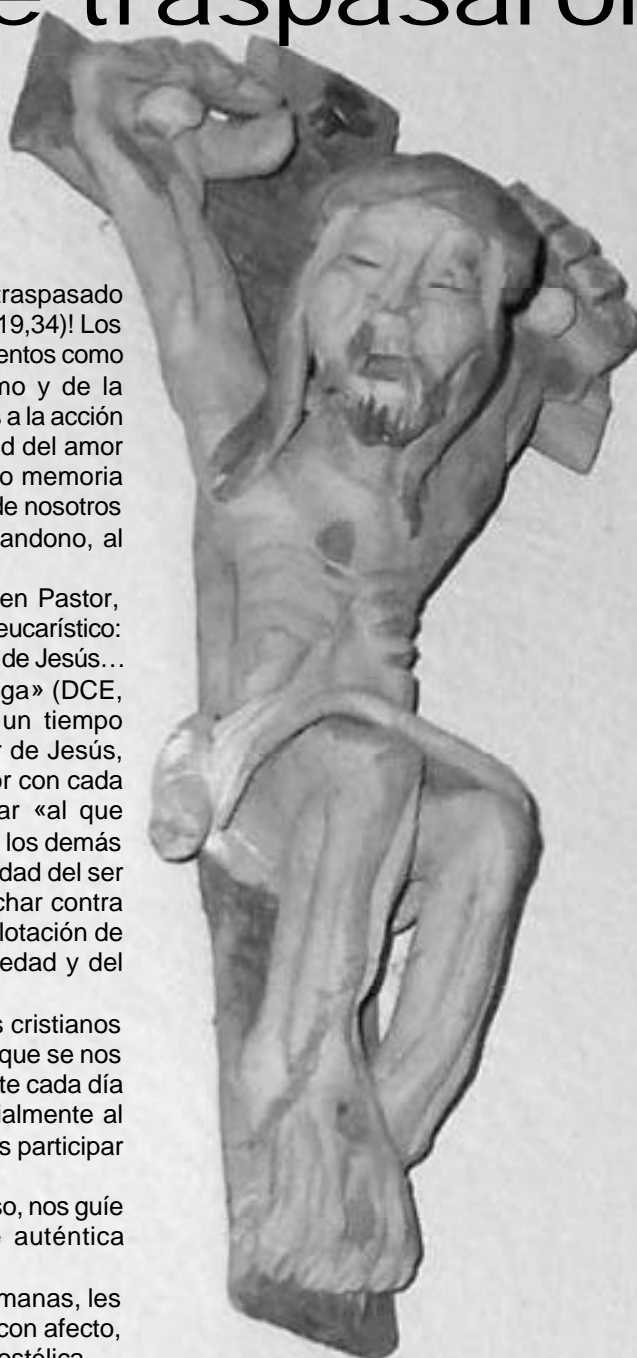 e traspasaron
traspasado
19,34)! Los
entos como
mo y de la
s a la acción
d del amor
o memoria
de nosotros
andono, al
en Pastor,
eucarístico:
de Jesús…
ga» (DCE,
un tiempo
r de Jesús,
or con cada
ar «al que
los demás
dad del ser
char contra
lotación de
edad y del
s cristianos
que se nos
te cada día
ialmente al
s participar
so, nos guíe
e auténtica
manas, les
con afecto,
ostólica